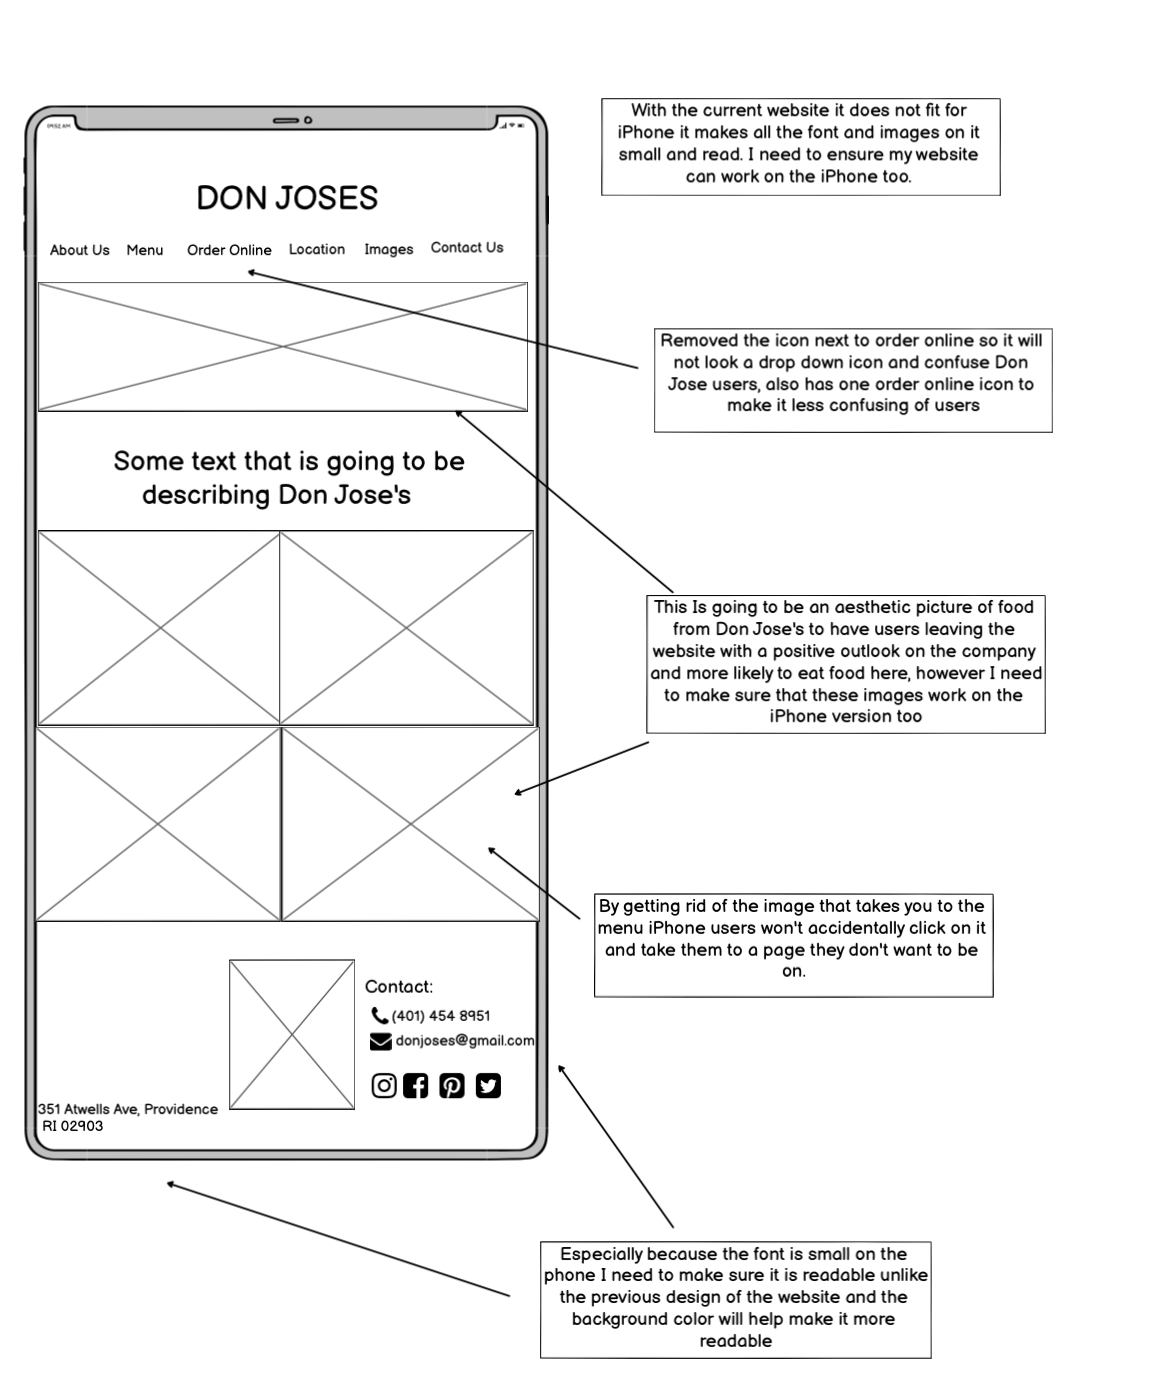 09:52 AM
With the current website it does not fit for
iPhone it makes all the font and images on it
small and read. I need to ensure my website
can work on the iPhone too.
DON JOSES
About Us Menu Order Online Location Images Contact Us
Removed the icon next to order online so it will
not look a drop down icon and confuse Don
Jose users, also has one order online icon to
make it less confusing of users
Some text that is going to be
describing Don Jose's
This Is going to be an aesthetic picture of food
from Don Jose's to have users leaving the
website with a positive outlook on the company
and more likely to eat food here, however I need
to make sure that these images work on the
iPhone version too
By getting rid of the image that takes you to the
menu iPhone users won't accidentally click on it
and take them to a page they don't want to be
on.
Contact:
(401) 454 8951
donjoses@gmail.com
351 Atwells Ave, Providence
RI 02903
Especially because the font is small on the
phone I need to make sure it is readable unlike
the previous design of the website and the
background color will help make it more
readable